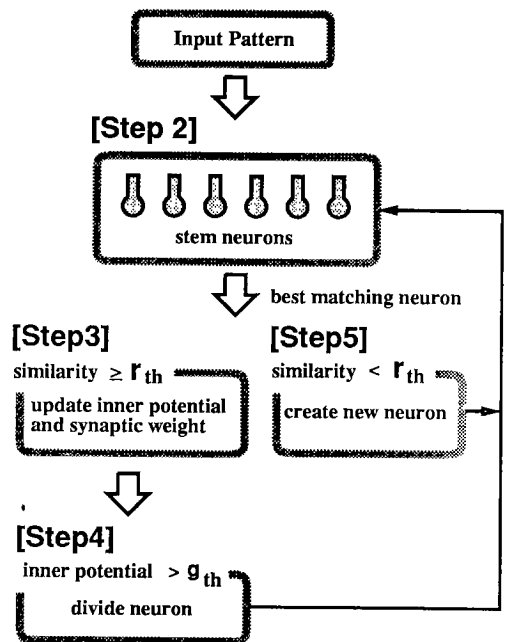 Input Pattern
[Step 2]
stem neurons
best matching neuron
[Step3]
similarity ≥ r th
update inner potential
and synaptic weight
[Step5]
similarity < r th
create new neuron
[Step4]
inner potential > g th
divide neuron